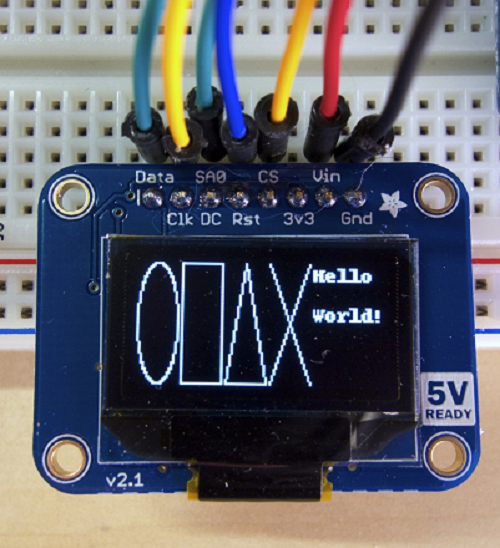 Data SA0 CS Vin
Clk DC Rst 3v3 Gnd
Hello
World!
5V
READY
v2.1